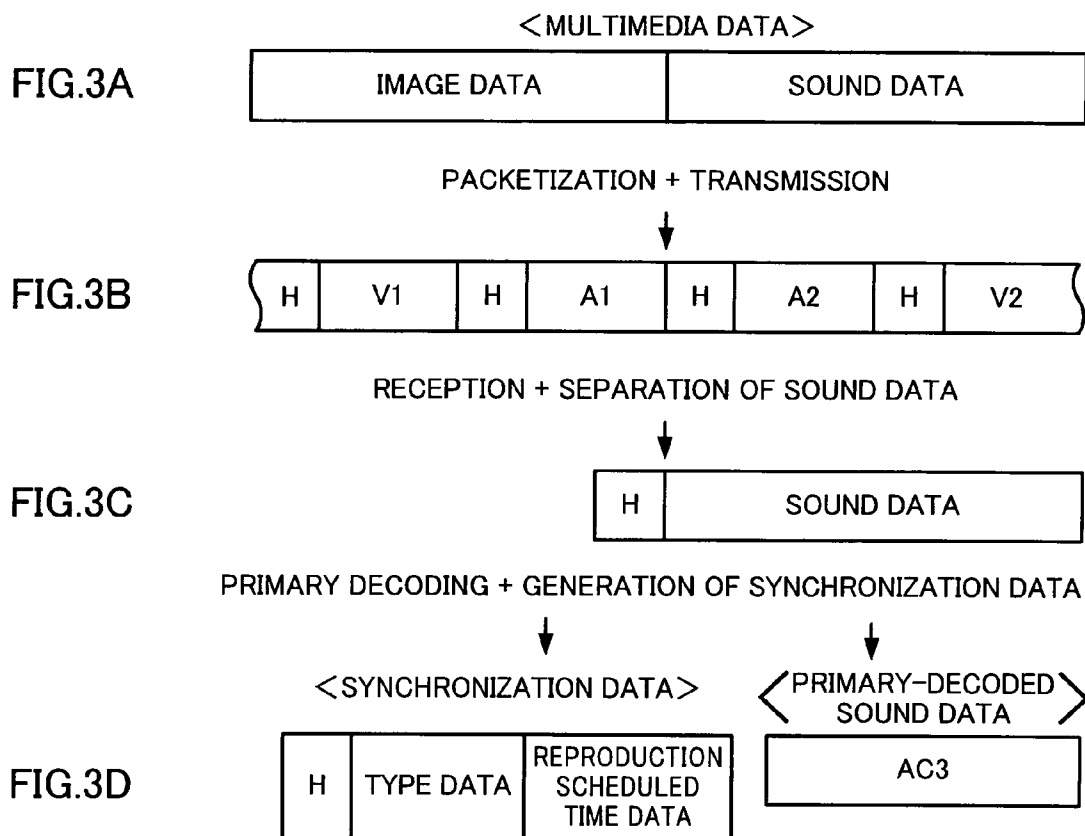 <MULTIMEDIA DATA>
FIG.3A
IMAGE DATA
SOUND DATA
PACKETIZATION + TRANSMISSION
FIG.3B
H
V1
H
A1
H
A2
H
V2
RECEPTION + SEPARATION OF SOUND DATA
FIG.3C
H
SOUND DATA
PRIMARY DECODING + GENERATION OF SYNCHRONIZATION DATA
<SYNCHRONIZATION DATA>
<PRIMARY-DECODED
SOUND DATA>
FIG.3D
H
TYPE DATA
REPRODUCTION
SCHEDULED
TIME DATA
AC3